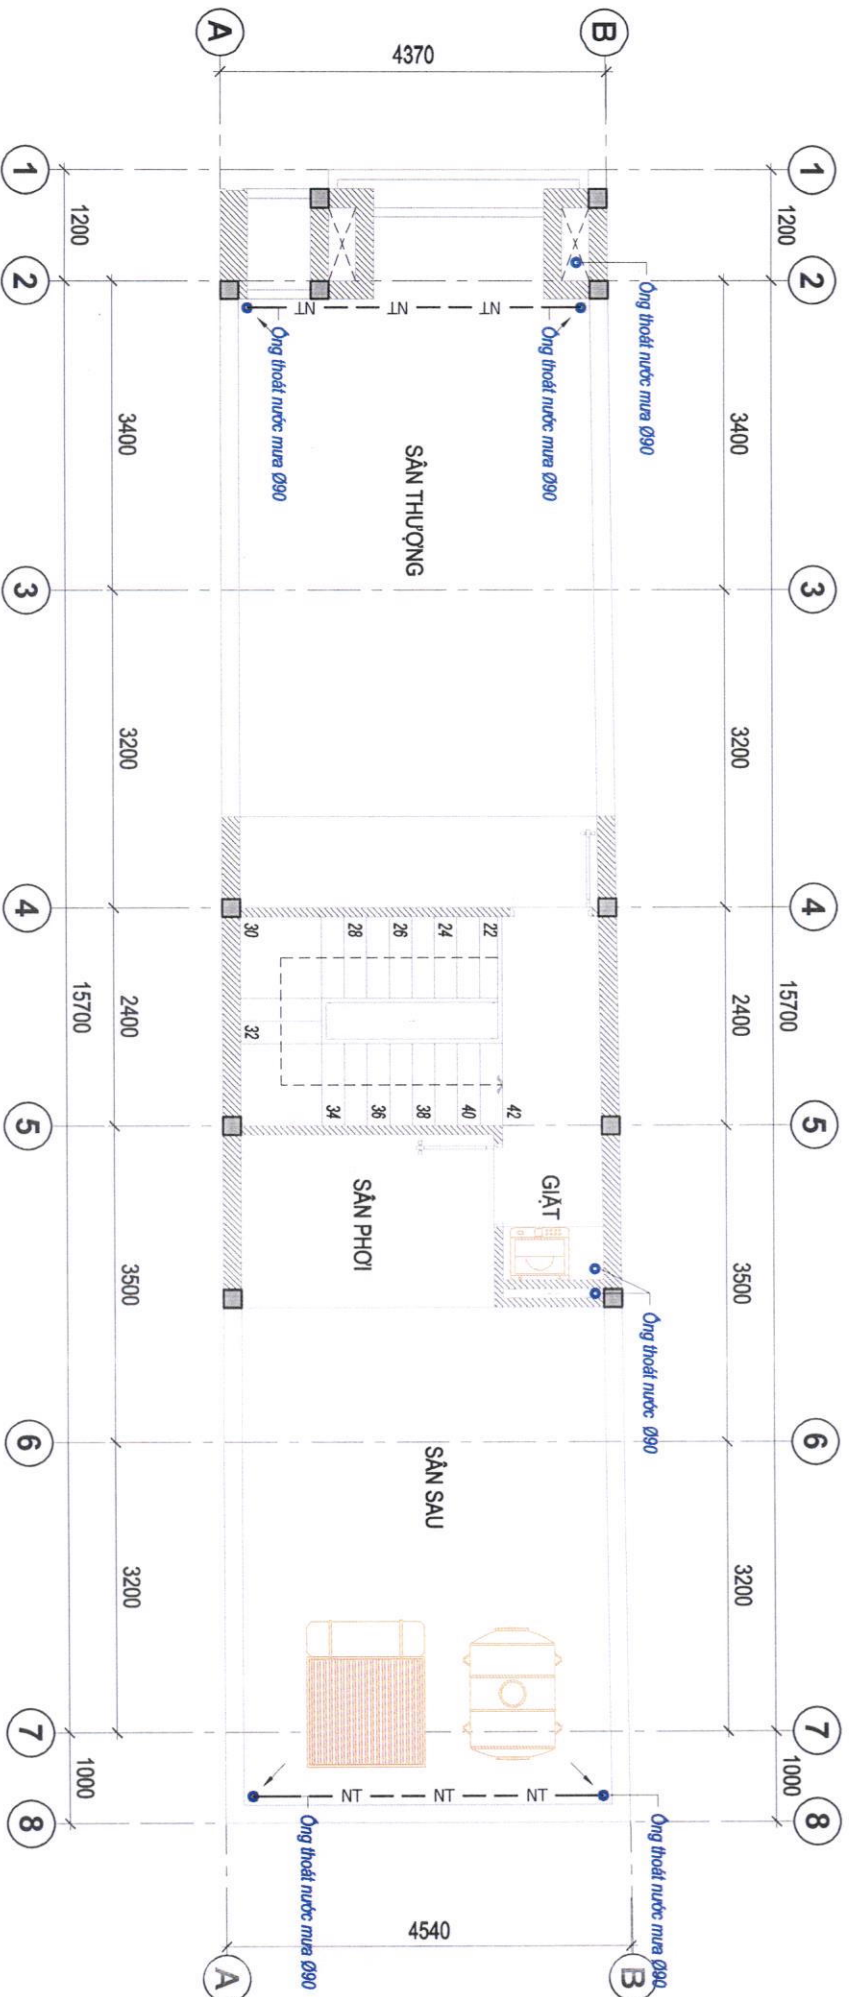 A
B
4370
1
2
3
4
5
6
7
8
1200
3400
3200
2400
3500
3200
1000
15700
1
2
3
4
5
6
7
8
1200
3400
3200
2400
3500
3200
1000
15700
Ống thoát nước mưa Ø90
Ống thoát nước mưa Ø90
Ống thoát nước mưa Ø90
NT
NT
NT
SÂN THƯỢNG
22
24
26
28
30
32
34
36
38
40
42
GIẶT
SÂN PHƠI
Ống thoát nước Ø90
SÂN SAU
NT
NT
NT
Ống thoát nước mưa Ø90
Ống thoát nước mưa Ø90
4540
A
B